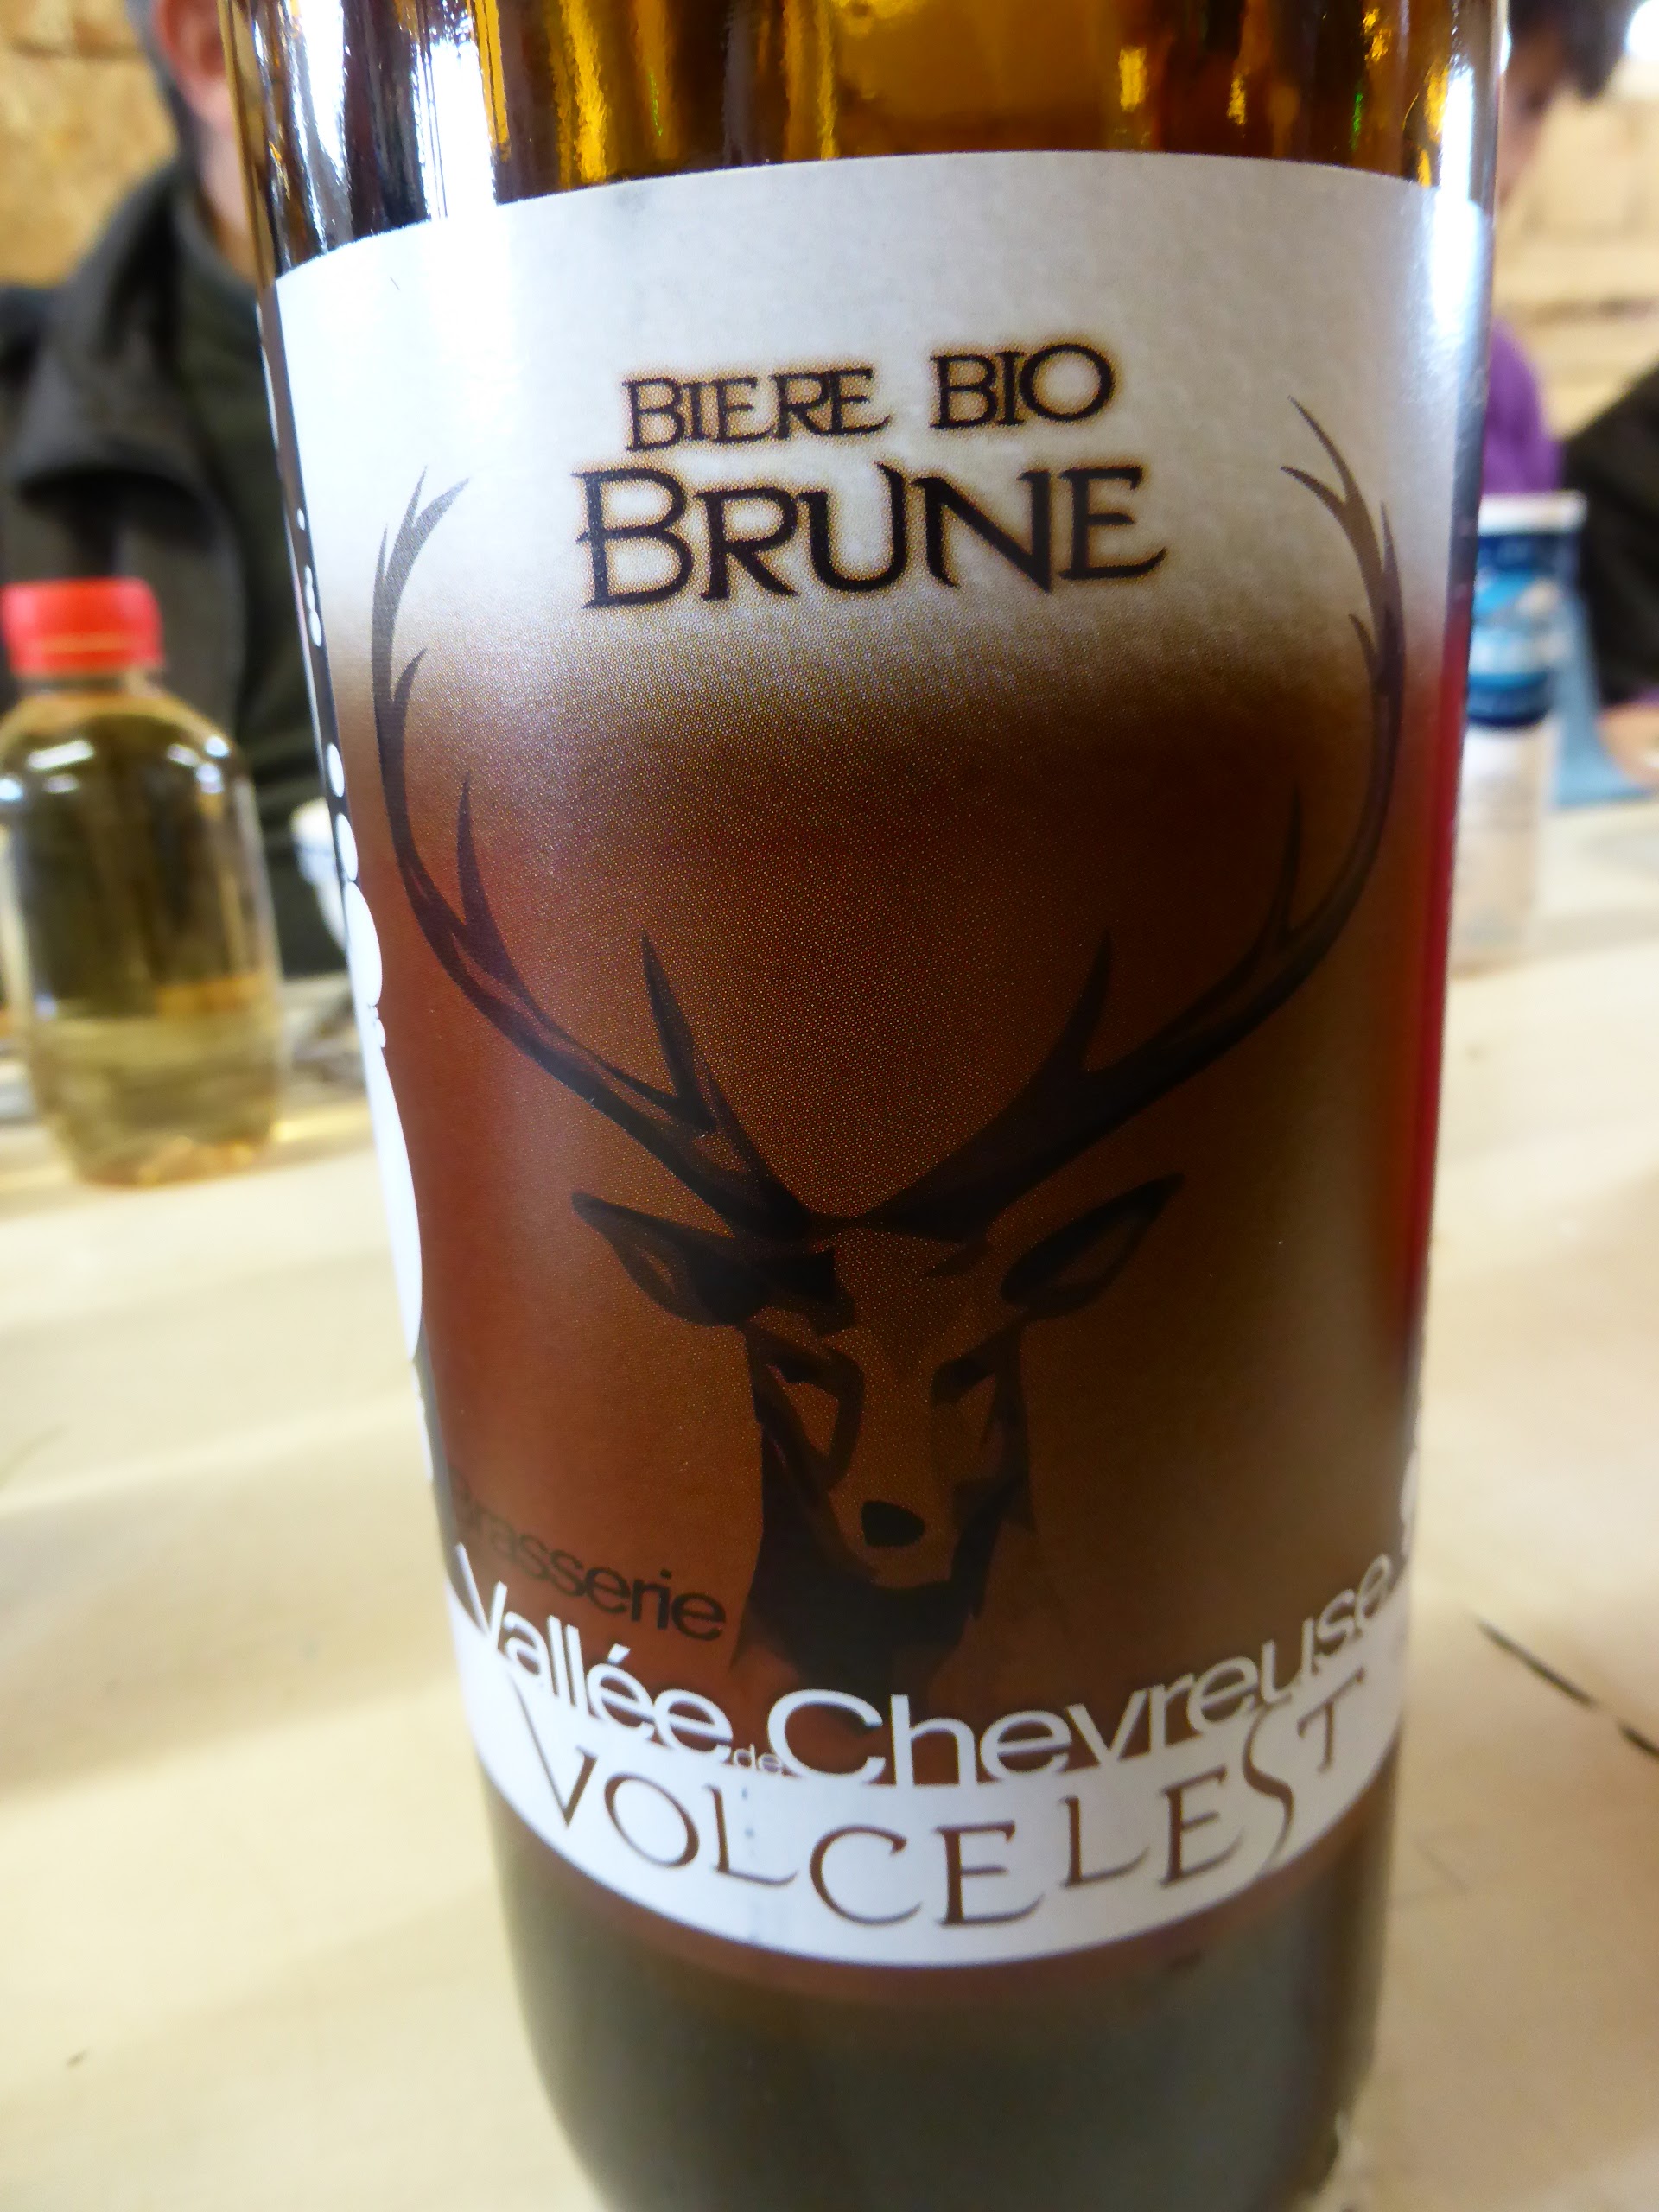 BIERE BIO
BRUNE
Brasserie
Vallée de Chevreuse
VOLCELEST